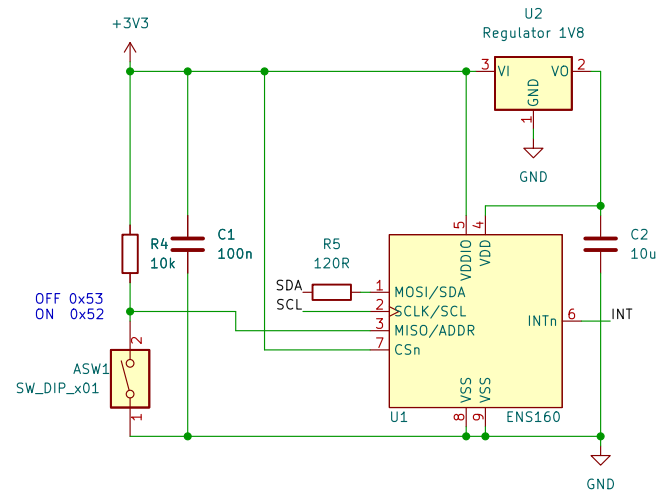 U2
+3V3
Regulator 1V8
3
VI
VO
2
GND
1
GND
5
4
VDDIO
VDD
R4
10k
C1
100n
R5
120R
C2
10u
SDA
1
MOSI/SDA
OFF 0x53
SCL
2
SCLK/SCL
ON 0x52
3
MISO/ADDR
INTn
6
INT
2
7
CSn
ASW1
SW_DIP_x01
VSS
VSS
1
8
9
U1
ENS160
GND